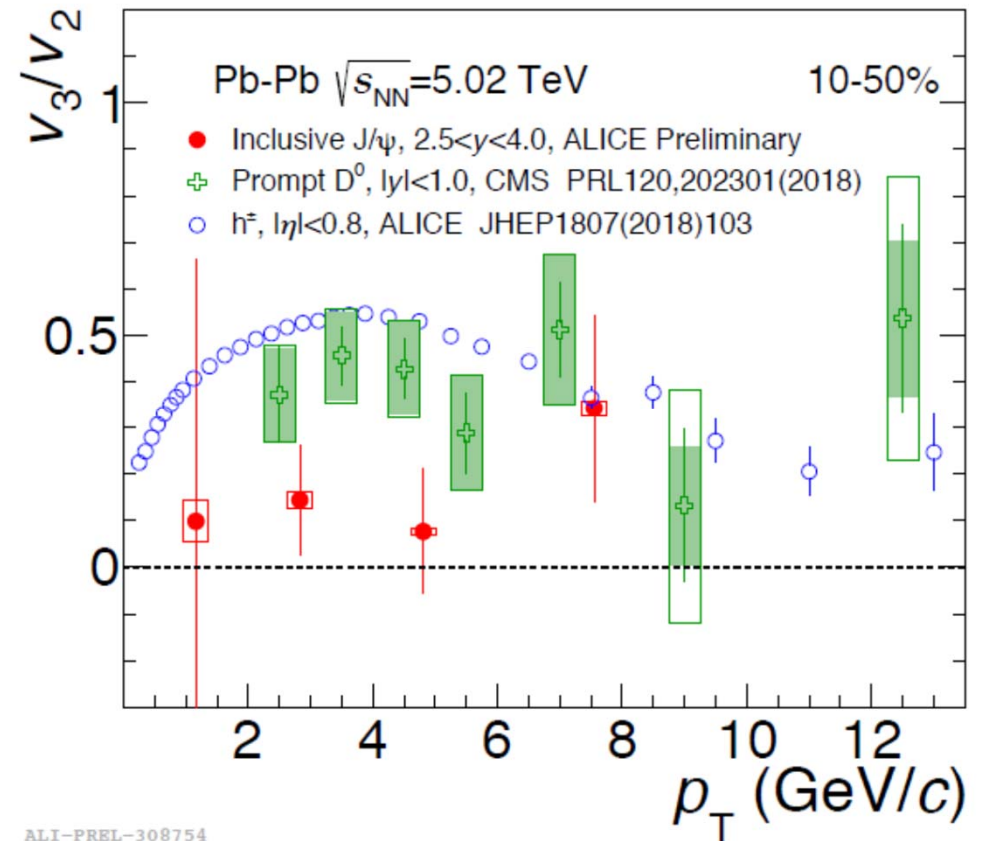 v3/v2
Pb-Pb √sNN=5.02 TeV 10-50%
Inclusive J/ψ, 2.5<y<4.0, ALICE Preliminary
Prompt D⁰, |y|<1.0, CMS PRL120,202301(2018)
h±, |η|<0.8, ALICE JHEP1807(2018)103
1
0.5
0
2 4 6 8 10 12
pT (GeV/c)
ALI-PREL-308754